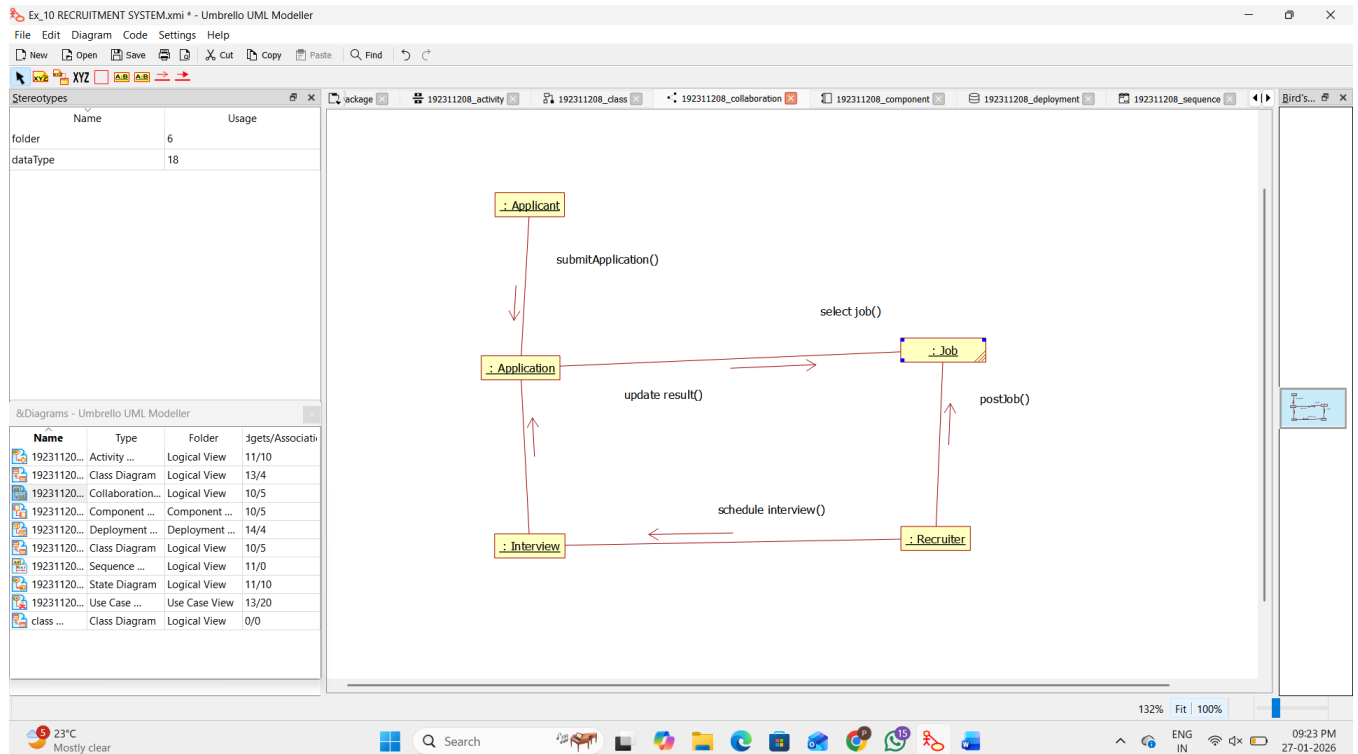 Ex_10 RECRUITMENT SYSTEM.xmi * - Umbrello UML Modeller
File Edit Diagram Code Settings Help
New Open Save Cut Copy Paste Find
XYZ XYZ A:B A:B
Stereotypes
ackage 192311208_activity 192311208_class 192311208_collaboration 192311208_component 192311208_deployment 192311208_sequence
Bird's...
Name Usage
folder 6
dataType 18
: Applicant
submitApplication()
select job()
: Job
: Application
update result()
postJob()
schedule interview()
: Recruiter
: Interview
&Diagrams - Umbrello UML Modeller
Name Type Folder dgets/Associati
19231120... Activity ... Logical View 11/10
19231120... Class Diagram Logical View 13/4
19231120... Collaboration... Logical View 10/5
19231120... Component ... Component ... 10/5
19231120... Deployment ... Deployment ... 14/4
19231120... Class Diagram Logical View 10/5
19231120... Sequence ... Logical View 11/0
19231120... State Diagram Logical View 11/10
19231120... Use Case ... Use Case View 13/20
class ... Class Diagram Logical View 0/0
132% Fit 100%
5
23°C
Mostly clear
Search
P
15
ENG
IN
09:23 PM
27-01-2026